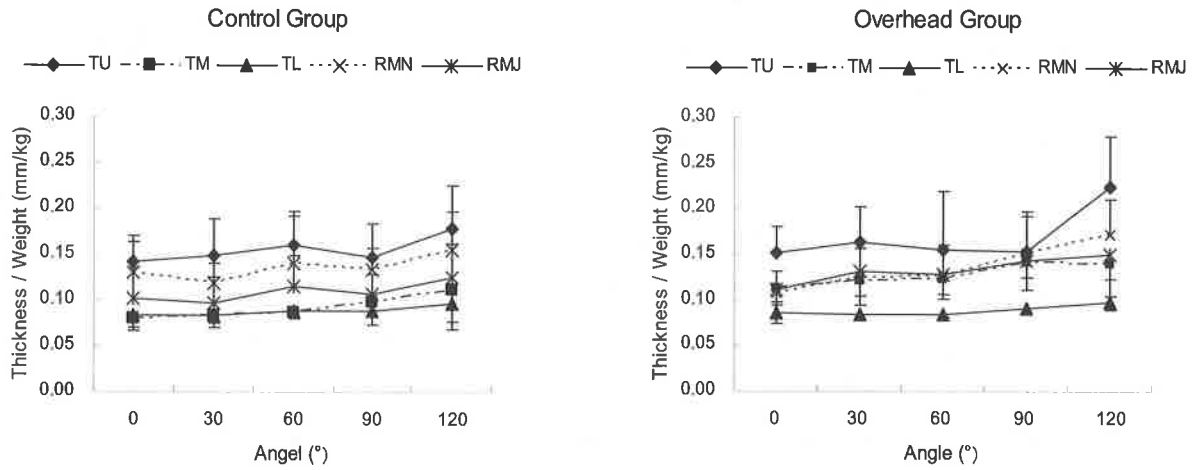 Control Group
TU TM TL RMN RMJ
Thickness / Weight (mm/kg)
0,30
0,25
0,20
0,15
0,10
0,05
0,00
0 30 60 90 120
Angel (°)
Overhead Group
TU TM TL RMN RMJ
Thickness / Weight (mm/kg)
0,30
0,25
0,20
0,15
0,10
0,05
0,00
0 30 60 90 120
Angle (°)